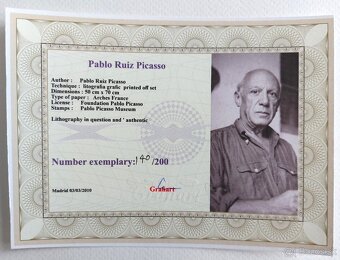 Pablo Ruiz Picasso
Author : Pablo Ruiz Picasso
Technique : litografia grafic printed off set
Dimensions : 50 cm x 70 cm
Type of paper : Arches France
License : Foundation Pablo Picasso
Stamps : Pablo Picasso Museum
Lithography in question and ' authentic
Number exemplary: 140/200
Grafiart
Madrid 03/03/2010